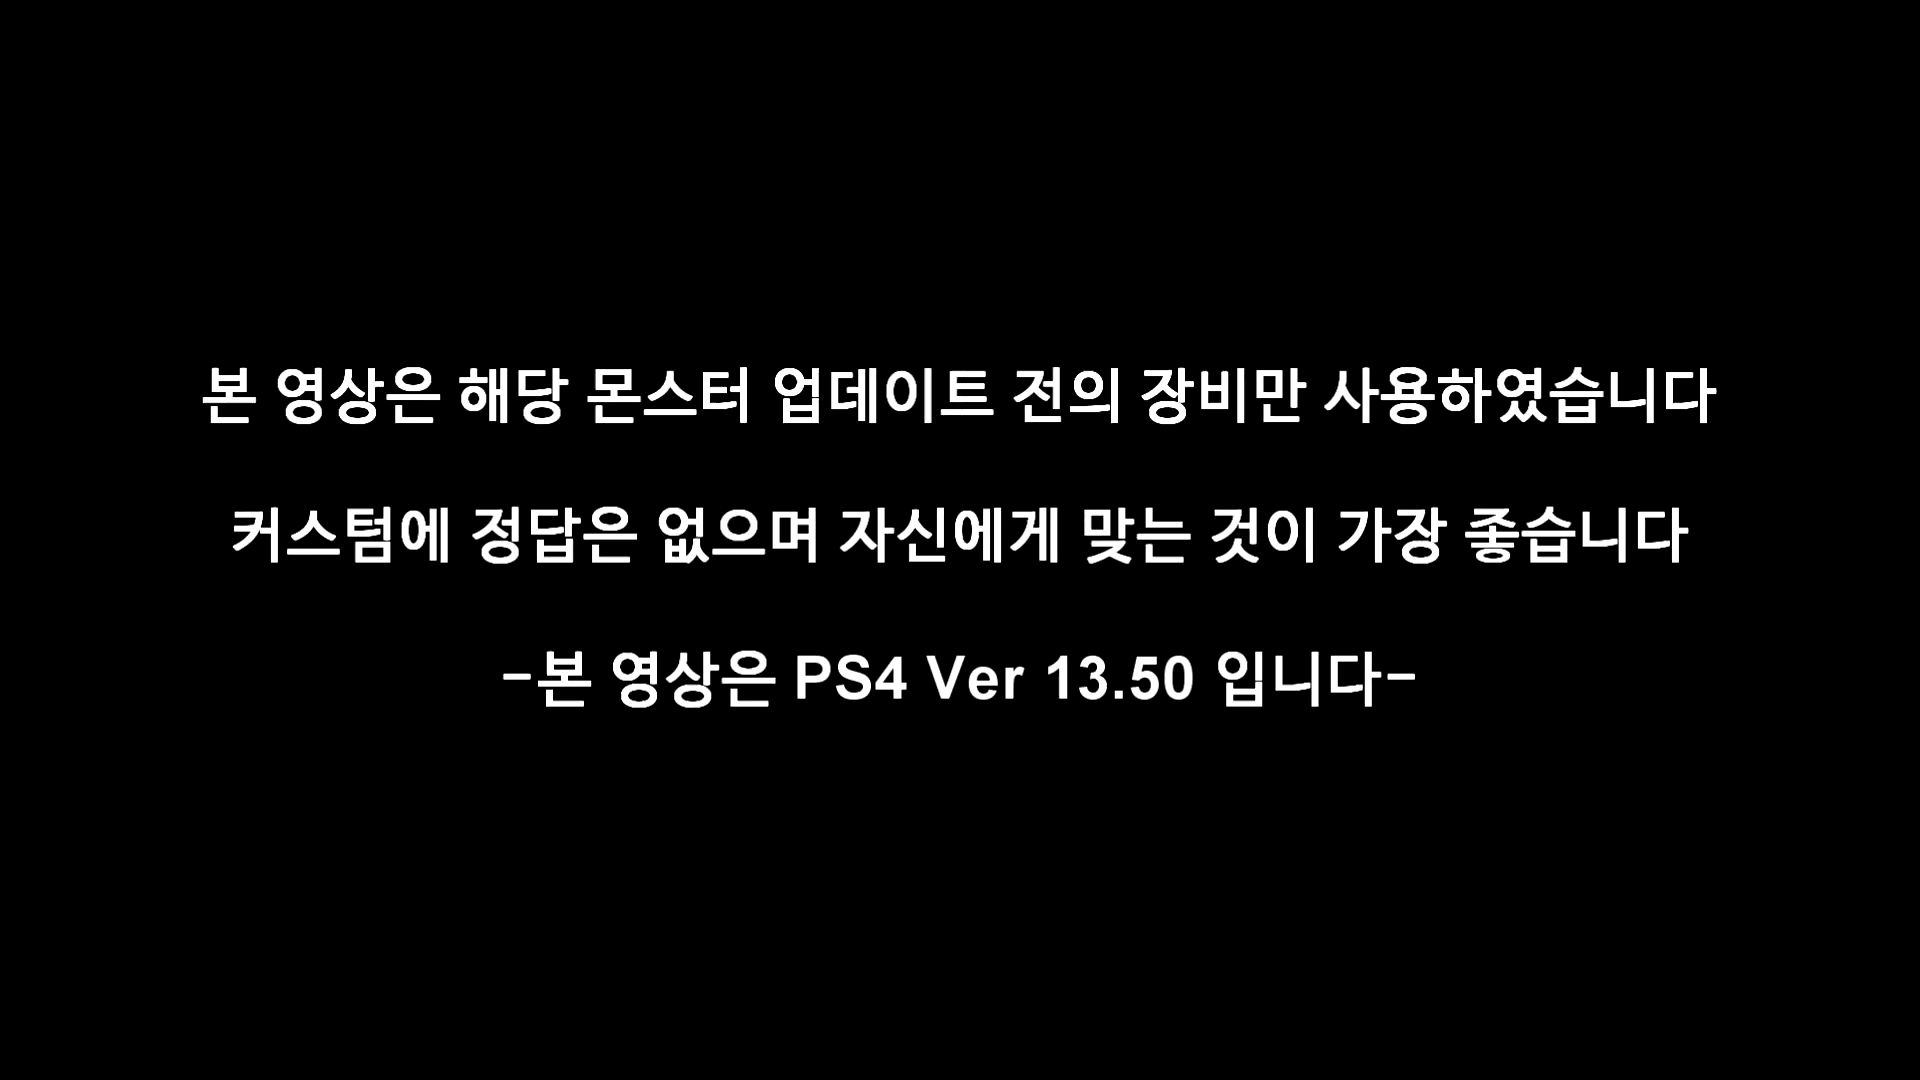 본 영상은 해당 몬스터 업데이트 전의 장비만 사용하였습니다
커스텀에 정답은 없으며 자신에게 맞는 것이 가장 좋습니다
-본 영상은 PS4 Ver 13.50 입니다-